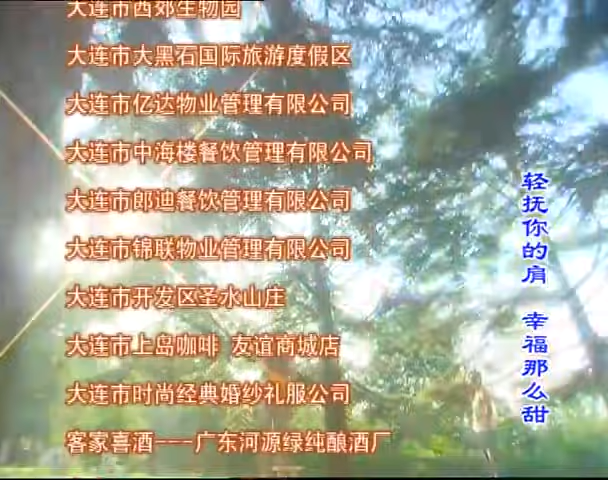 大连市西郊生物园
大连市大黑石国际旅游度假区
大连市亿达物业管理有限公司
大连市中海楼餐饮管理有限公司
大连市郎迪餐饮管理有限公司
大连市锦联物业管理有限公司
大连市开发区圣水山庄
大连市上岛咖啡 友谊商城店
大连市时尚经典婚纱礼服公司
客家喜酒---广东河源绿纯酿酒厂
轻抚你的肩 幸福那么甜